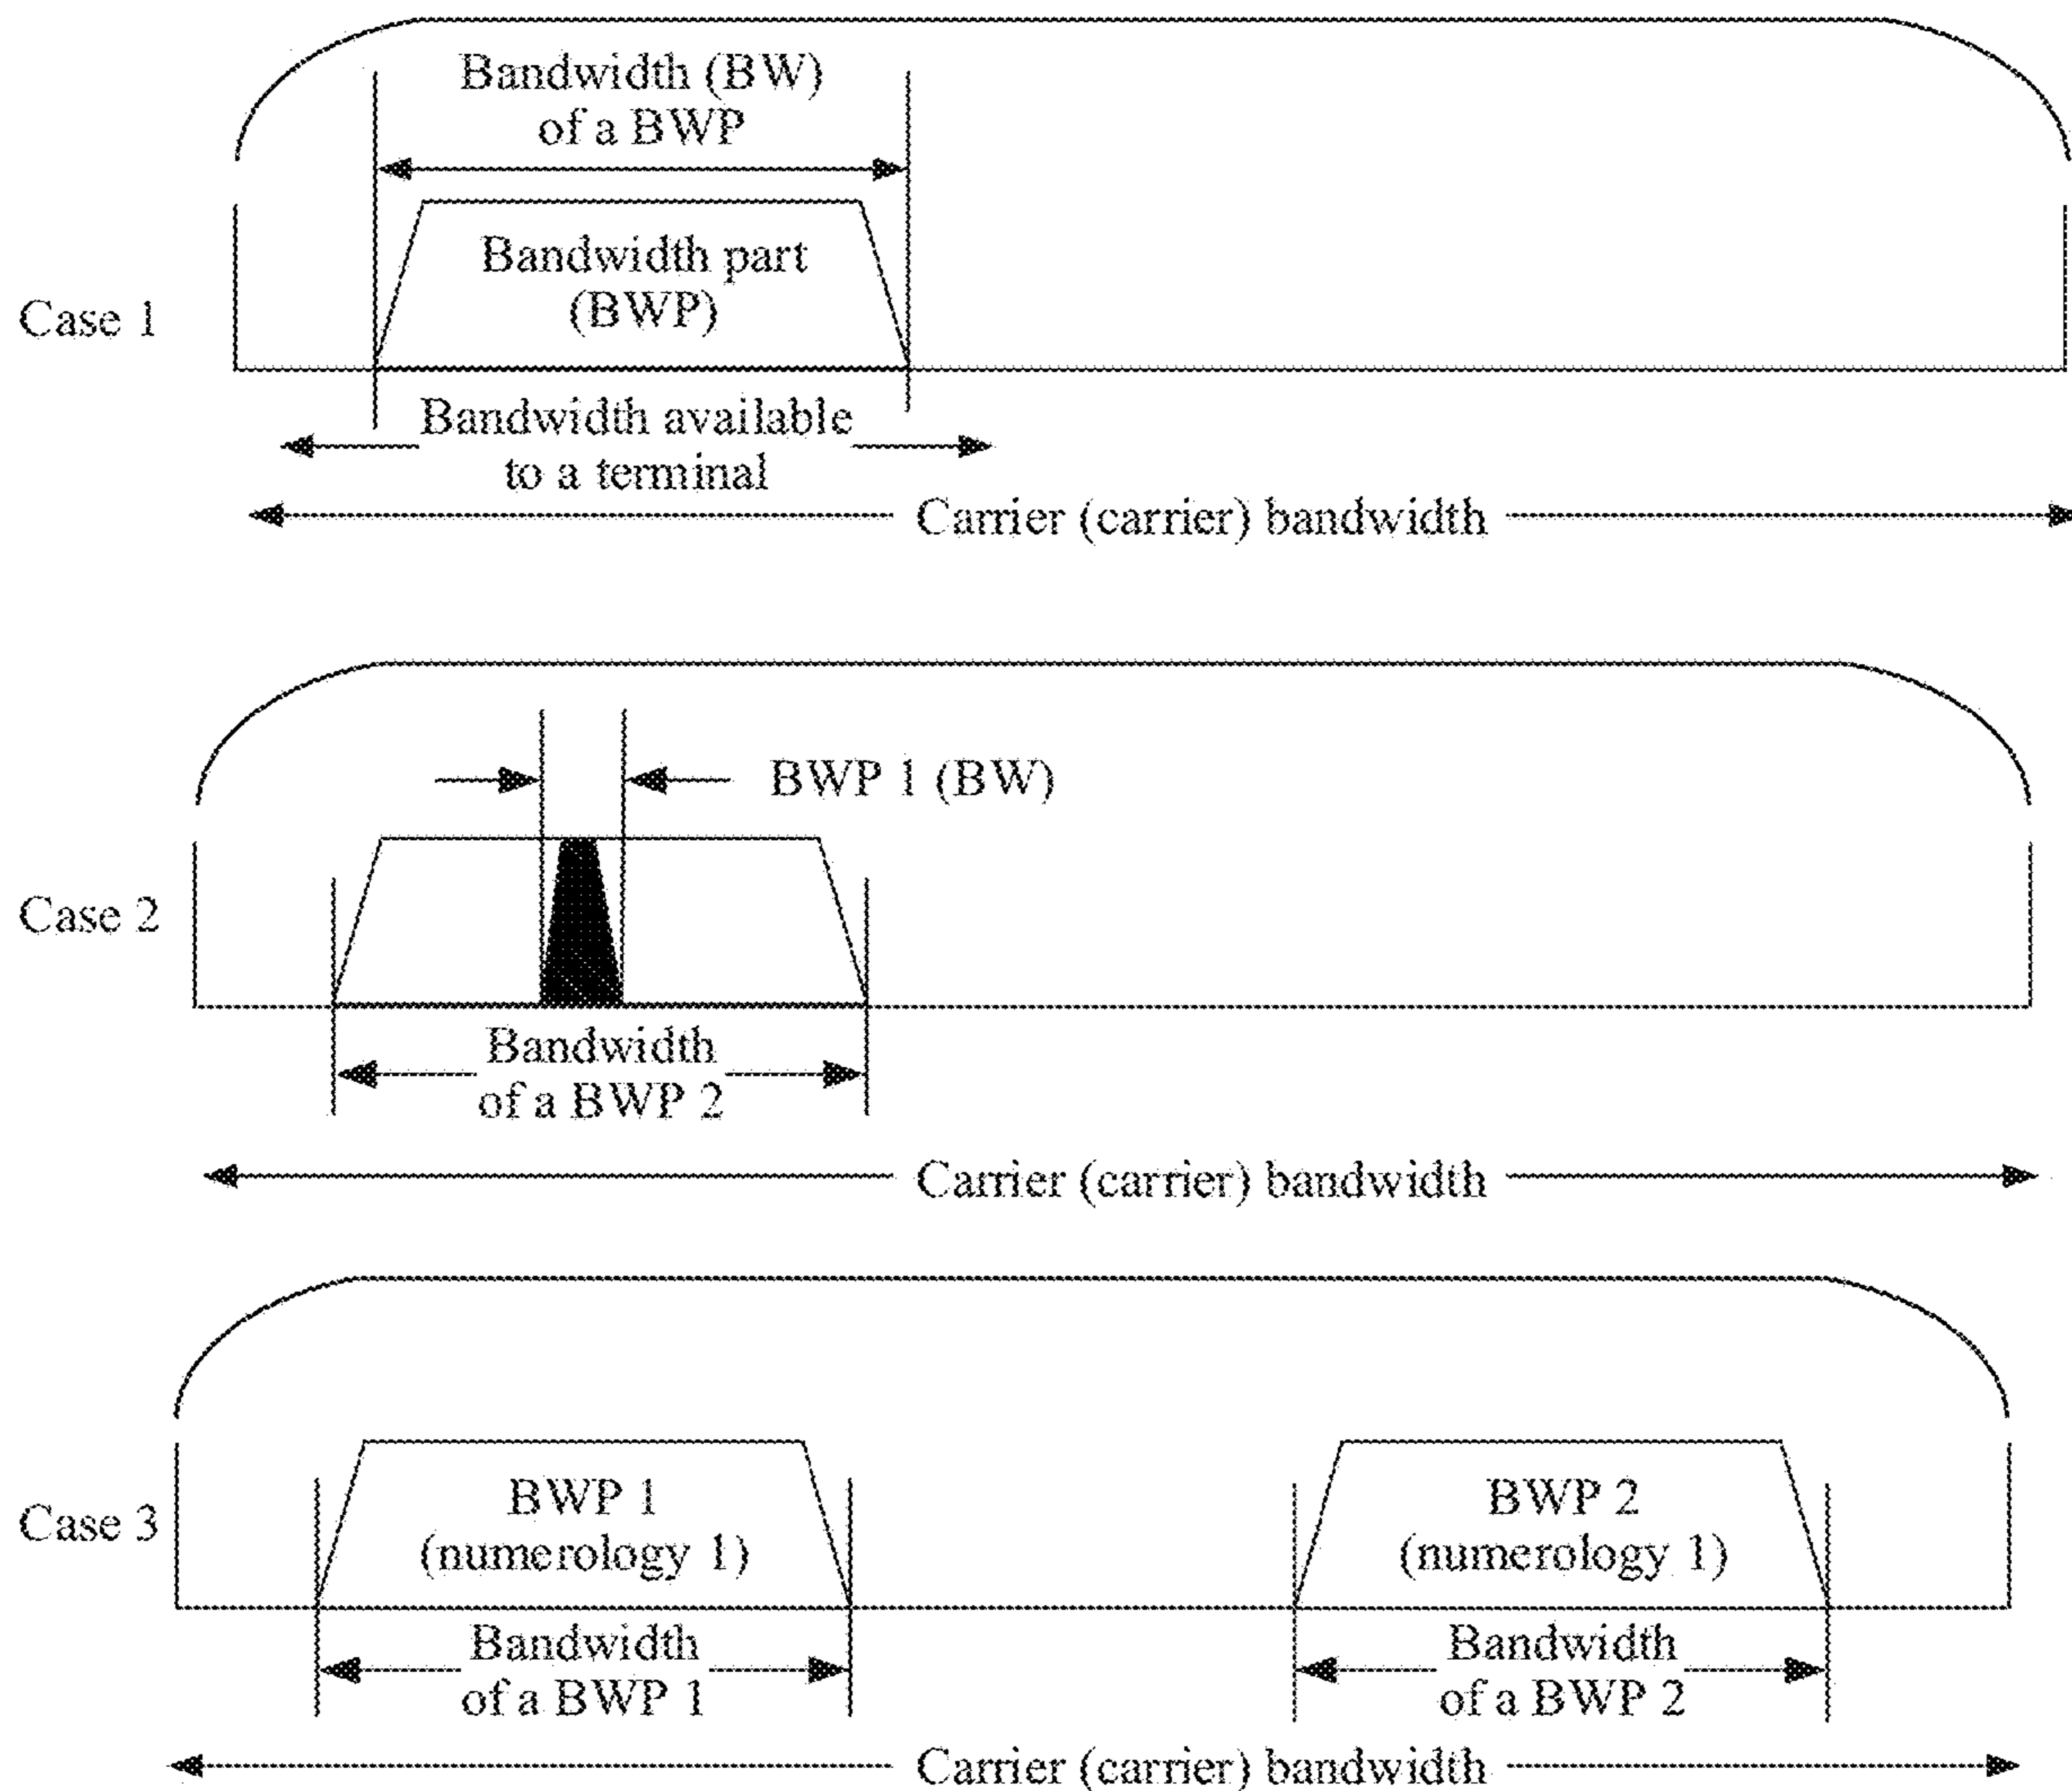 Bandwidth (BW)
of a BWP
Bandwidth part
(BWP)
Case 1
Bandwidth available
to a terminal
Carrier (carrier) bandwidth
BWP 1 (BW)
Case 2
Bandwidth
of a BWP 2
Carrier (carrier) bandwidth
Case 3
BWP 1
(numerology 1)
BWP 2
(numerology 1)
Bandwidth
of a BWP 1
Bandwidth
of a BWP 2
Carrier (carrier) bandwidth